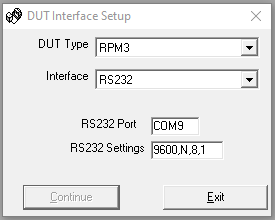 DUT Interface Setup
DUT Type RPM3
Interface RS232
RS232 Port COM9
RS232 Settings 9600,N,8,1
Continue Exit